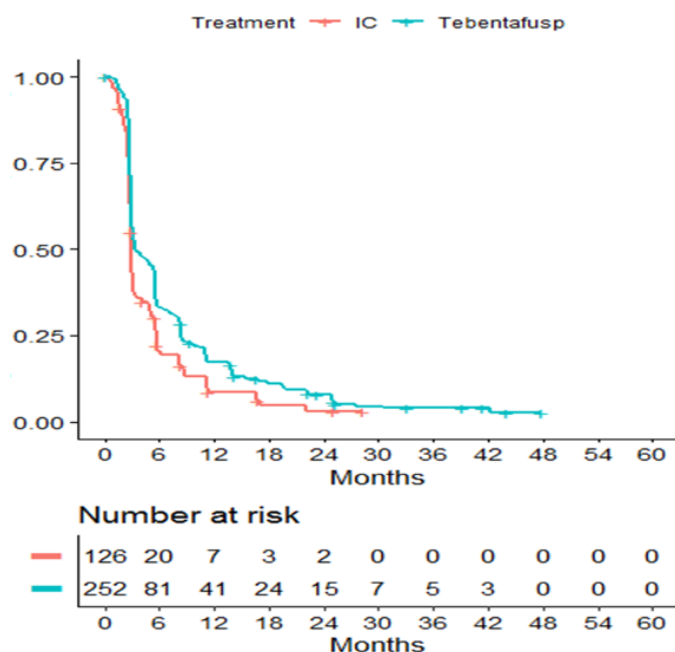 Treatment IC Tebentafusp
1.00
0.75
0.50
0.25
0.00
0 6 12 18 24 30 36 42 48 54 60
Months
Number at risk
126 20 7 3 2 0 0 0 0 0 0
252 81 41 24 15 7 5 3 0 0 0
0 6 12 18 24 30 36 42 48 54 60
Months